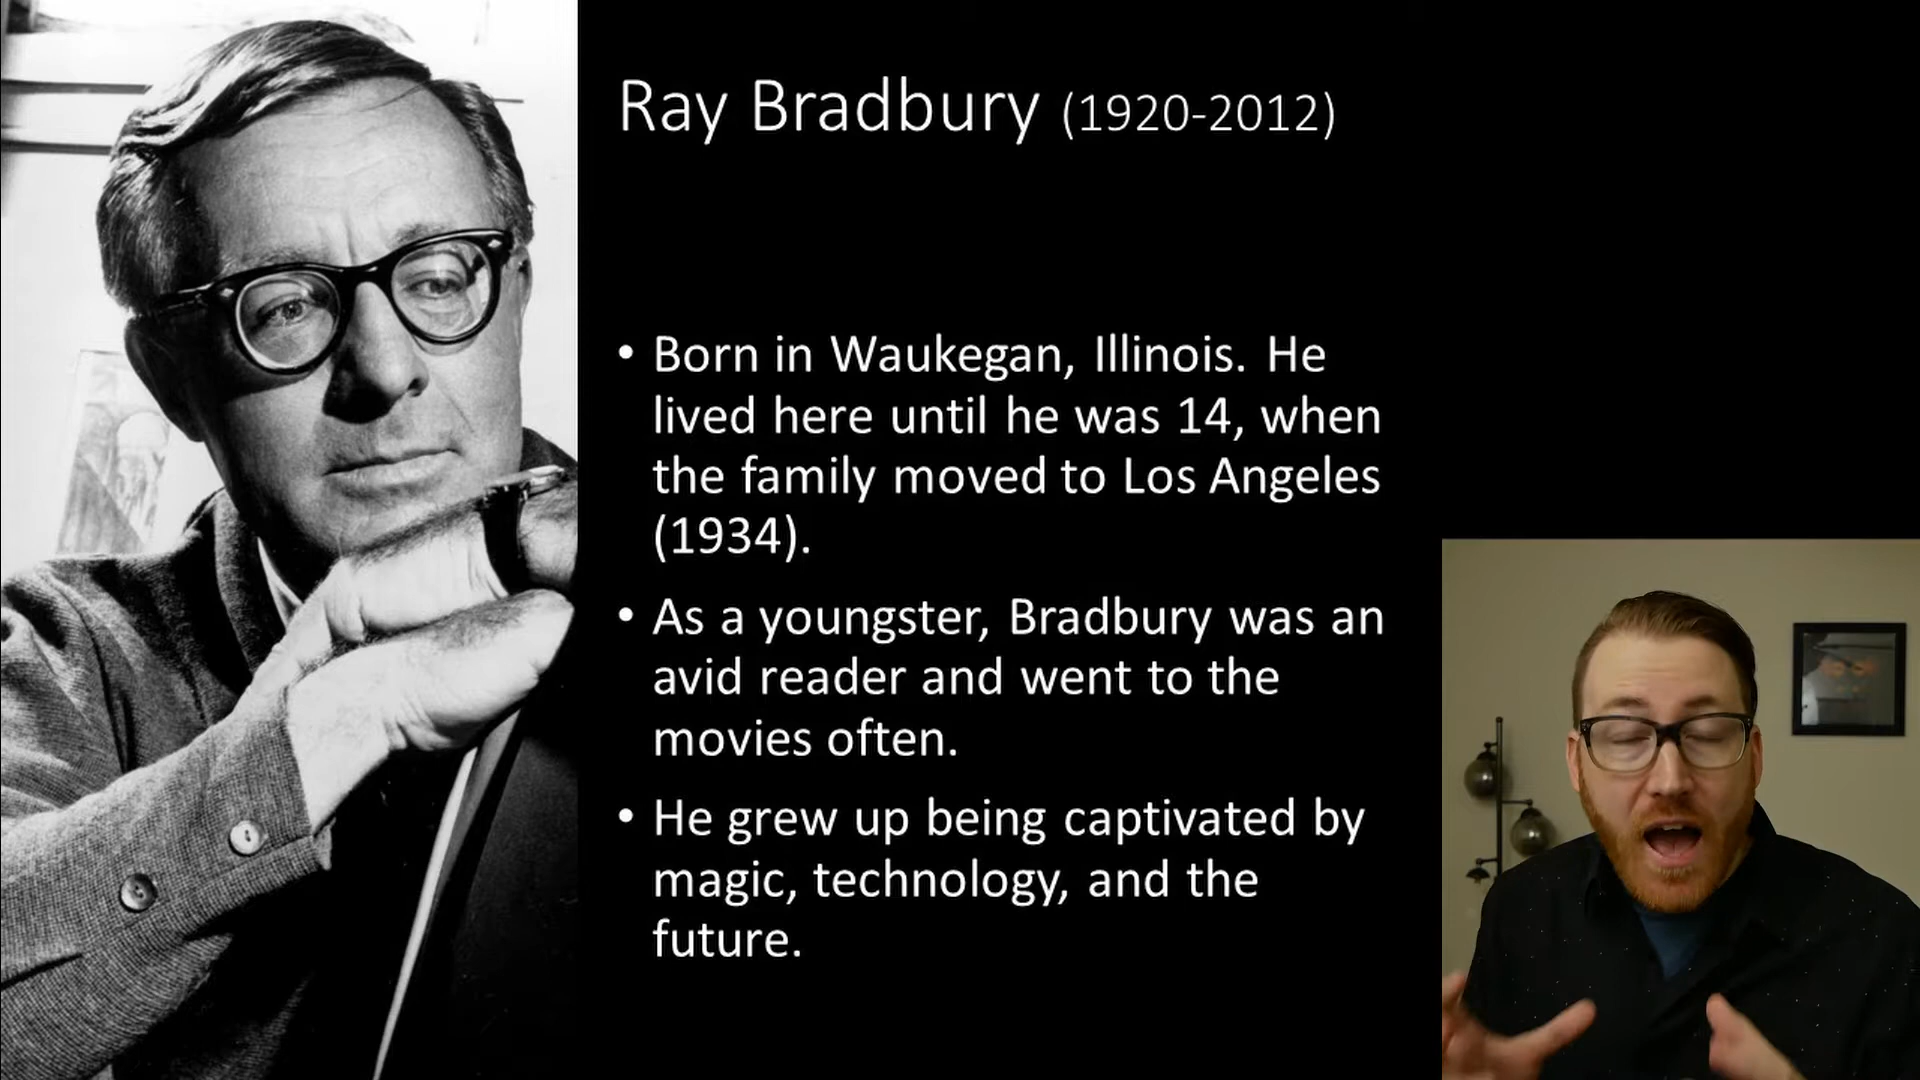 Ray Bradbury (1920-2012)
• Born in Waukegan, Illinois. He
lived here until he was 14, when
the family moved to Los Angeles
(1934).
• As a youngster, Bradbury was an
avid reader and went to the
movies often.
• He grew up being captivated by
magic, technology, and the
future.